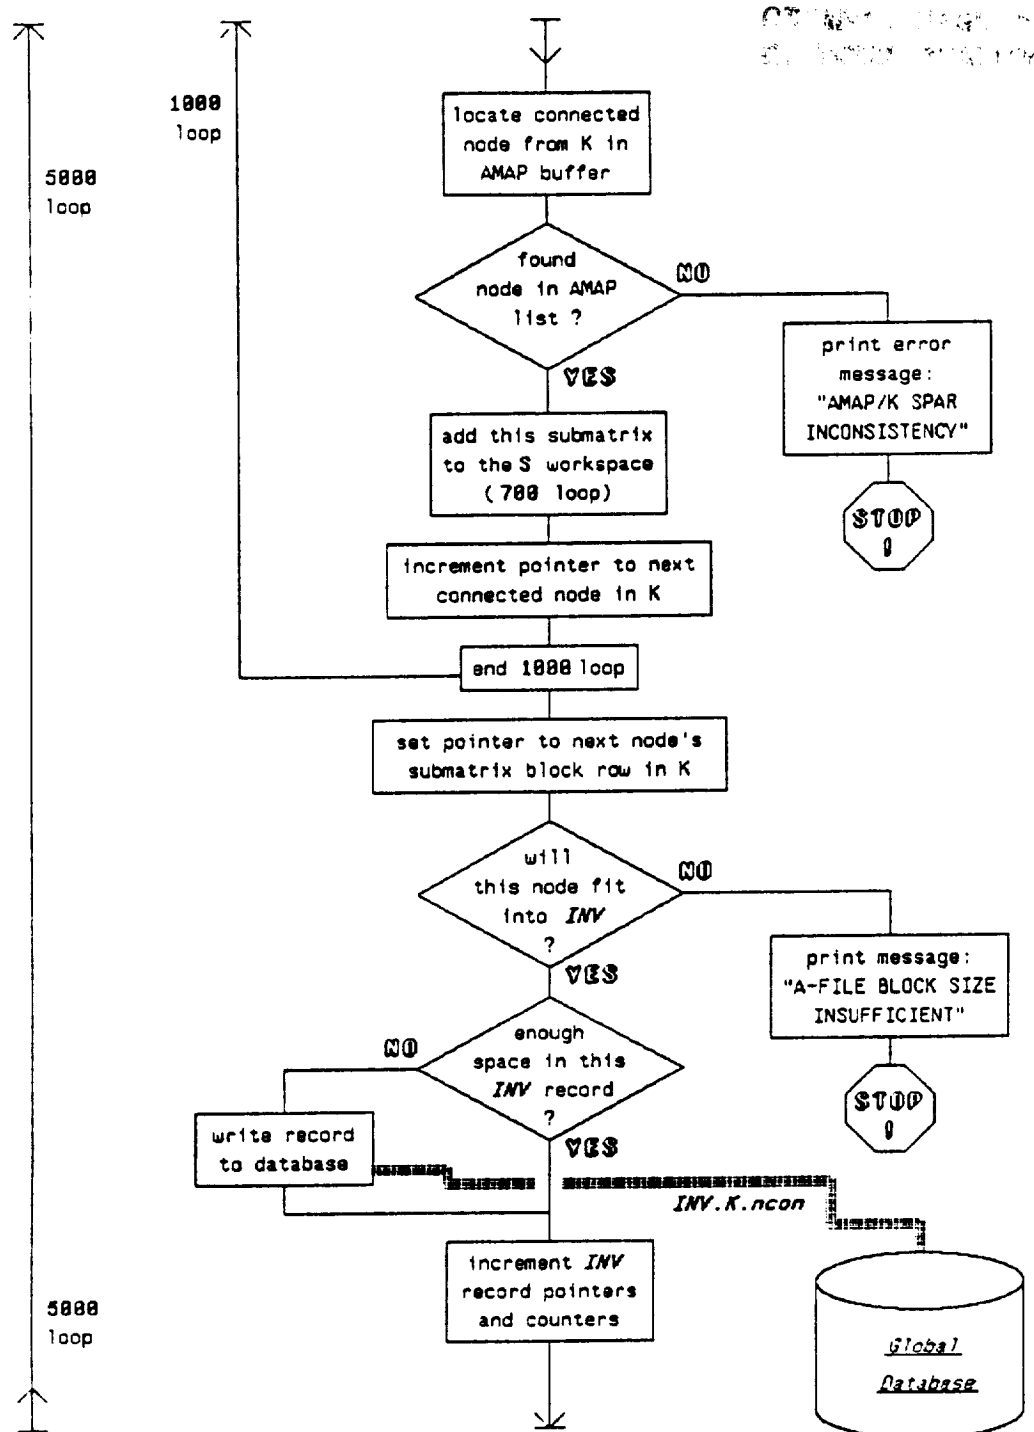 1000
loop
5000
loop
locate connected
node from K in
AMAP buffer
found
node in AMAP
list ?
NO
YES
print error
message:
"AMAP/K SPAR
INCONSISTENCY"
STOP
!
add this submatrix
to the S workspace
(700 loop)
increment pointer to next
connected node in K
end 1000 loop
set pointer to next node's
submatrix block row in K
will
this node fit
into INV
?
NO
YES
print message:
"A-FILE BLOCK SIZE
INSUFFICIENT"
STOP
!
enough
space in this
INV record
?
NO
YES
write record
to database
INV.K.ncon
increment INV
record pointers
and counters
5000
loop
Global
Database